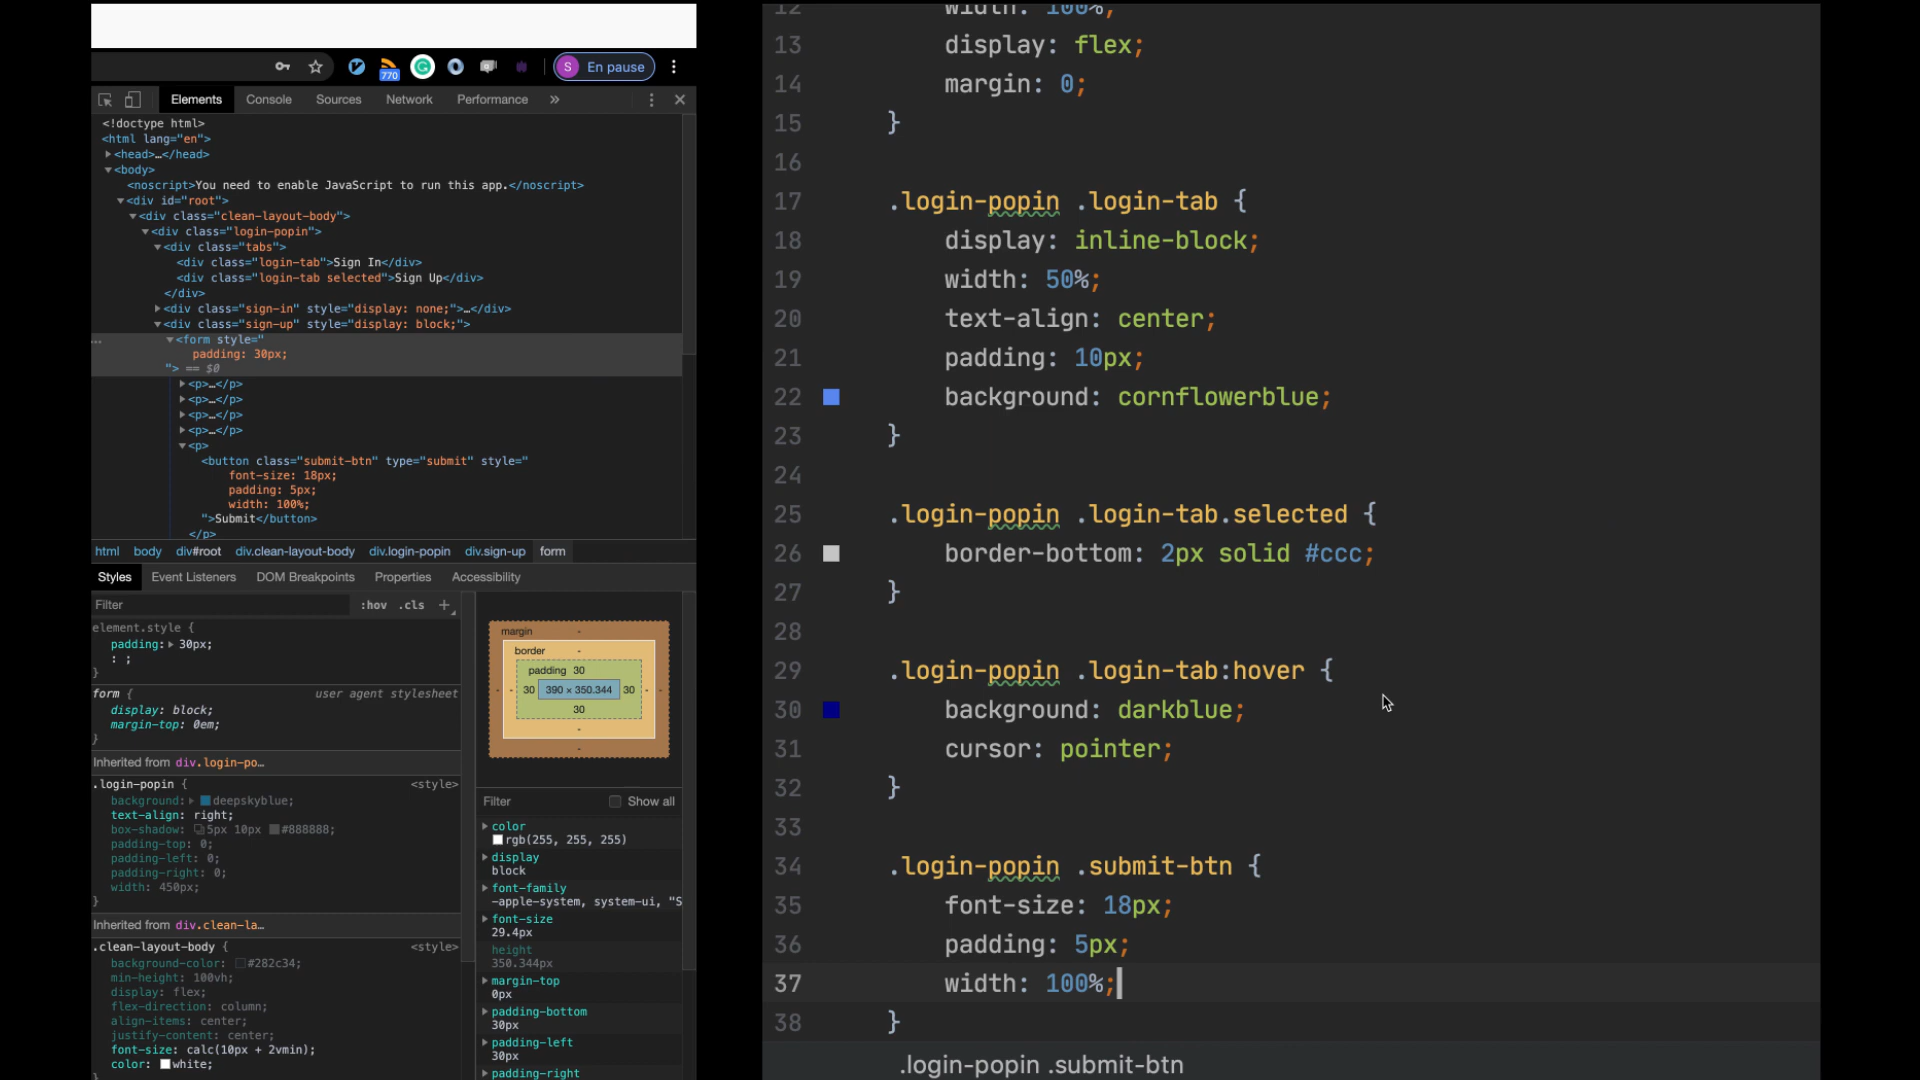 770
S
En pause
Elements
Console
Sources
Network
Performance
»
<!doctype html>
<html lang="en">
<head>…</head>
<body>
<noscript>You need to enable JavaScript to run this app.</noscript>
<div id="root">
<div class="clean-layout-body">
<div class="login-popin">
<div class="tabs">
<div class="login-tab">Sign In</div>
<div class="login-tab selected">Sign Up</div>
</div>
<div class="sign-in" style="display: none;">…</div>
<div class="sign-up" style="display: block;">
… <form style="
padding: 30px;
"> == $0
<p>…</p>
<p>…</p>
<p>…</p>
<p>…</p>
<p>
<button class="submit-btn" type="submit" style="
font-size: 18px;
padding: 5px;
width: 100%;
">Submit</button>
</p>
html body div#root div.clean-layout-body div.login-popin div.sign-up form
Styles Event Listeners DOM Breakpoints Properties Accessibility
Filter :hov .cls +
element.style {
padding: 30px;
: ;
}
form { user agent stylesheet
display: block;
margin-top: 0em;
}
Inherited from div.login-po…
.login-popin { <style>
background: deepskyblue;
text-align: right;
box-shadow: 5px 10px #888888;
padding-top: 0;
padding-left: 0;
padding-right: 0;
width: 450px;
}
Inherited from div.clean-la…
.clean-layout-body { <style>
background-color: #282c34;
min-height: 100vh;
display: flex;
flex-direction: column;
align-items: center;
justify-content: center;
font-size: calc(10px + 2vmin);
color: white;
margin -
border -
padding 30
- - 30 390 × 350.344 30 - -
30
-
-
Filter Show all
color
rgb(255, 255, 255)
display
block
font-family
-apple-system, system-ui, "S
font-size
29.4px
height
350.344px
margin-top
0px
padding-bottom
30px
padding-left
30px
padding-right
12 width: 100%;
13 display: flex;
14 margin: 0;
15 }
16
17 .login-popin .login-tab {
18 display: inline-block;
19 width: 50%;
20 text-align: center;
21 padding: 10px;
22 background: cornflowerblue;
23 }
24
25 .login-popin .login-tab.selected {
26 border-bottom: 2px solid #ccc;
27 }
28
29 .login-popin .login-tab:hover {
30 background: darkblue;
31 cursor: pointer;
32 }
33
34 .login-popin .submit-btn {
35 font-size: 18px;
36 padding: 5px;
37 width: 100%;
38 }
.login-popin .submit-btn